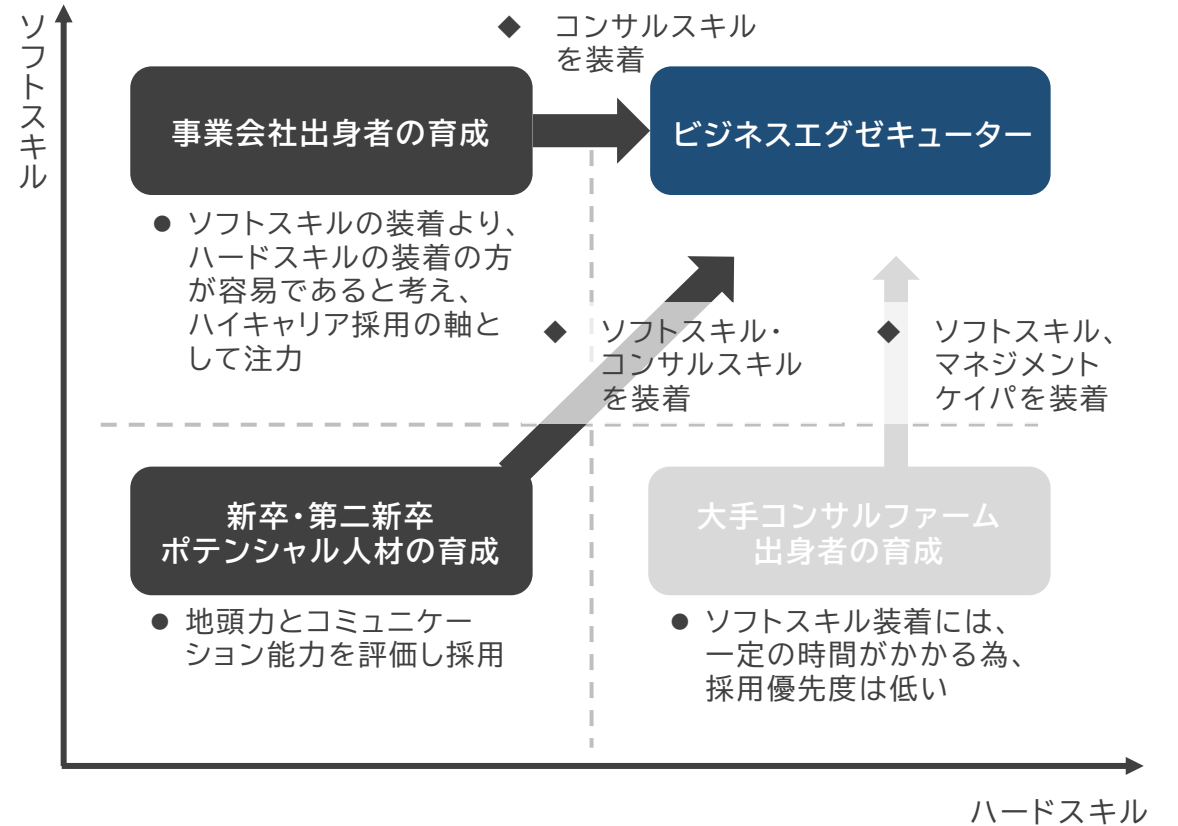 ソフトスキル
◆ コンサルスキル
を装着
事業会社出身者の育成
ビジネスエグゼキューター
● ソフトスキルの装着より、
ハードスキルの装着の方
が容易であると考え、
ハイキャリア採用の軸と
して注力
◆ ソフトスキル・
コンサルスキル
を装着
◆ ソフトスキル、
マネジメント
ケイパを装着
新卒・第二新卒
ポテンシャル人材の育成
大手コンサルファーム
出身者の育成
● 地頭力とコミュニケー
ション能力を評価し採用
● ソフトスキル装着には、
一定の時間がかかる為、
採用優先度は低い
ハードスキル